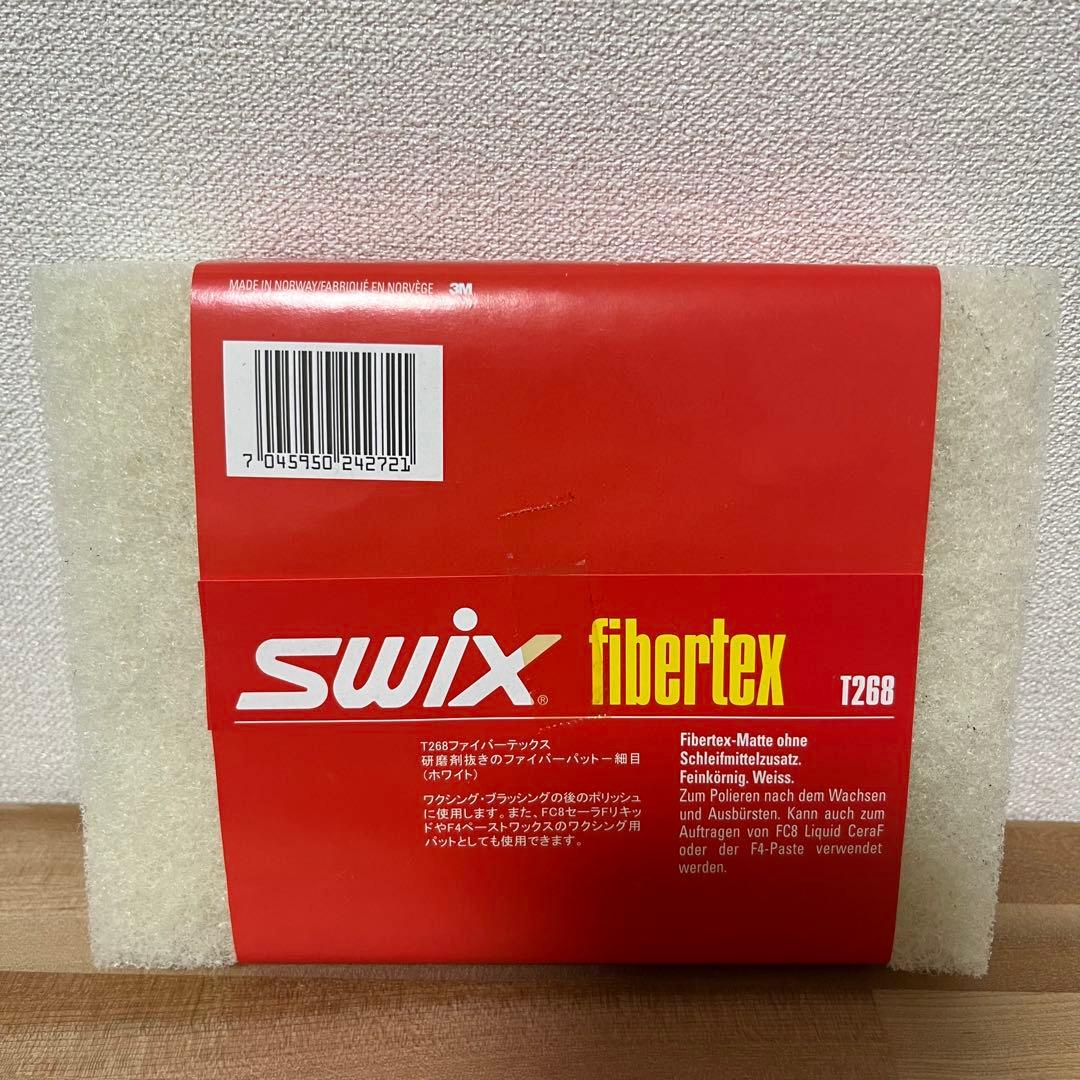 MADE IN NORWAY/FABRIQUÉ EN NORVÈGE 3M
7 045950 242721
SWIX® fibertex T268
T268ファイバーテックス
研磨剤抜きのファイバーパットー細目
(ホワイト)
ワクシング・ブラッシングの後のポリッシュ
に使用します。また、FC8セーラFリキッ
ドやF4ペーストワックスのワクシング用
パットとしても使用できます。
Fibertex-Matte ohne
Schleifmittelzusatz.
Feinkörnig. Weiss.
Zum Polieren nach dem Wachsen
und Ausbürsten. Kann auch zum
Auftragen von FC8 Liquid CeraF
oder der F4-Paste verwendet
werden.